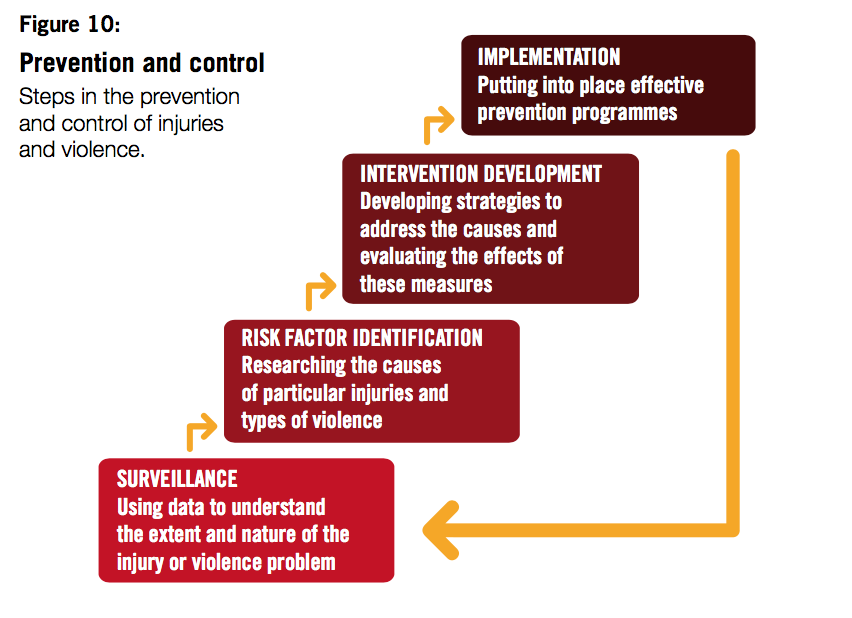 Figure 10:
Prevention and control
Steps in the prevention
and control of injuries
and violence.
IMPLEMENTATION
Putting into place effective
prevention programmes
INTERVENTION DEVELOPMENT
Developing strategies to
address the causes and
evaluating the effects of
these measures
RISK FACTOR IDENTIFICATION
Researching the causes
of particular injuries and
types of violence
SURVEILLANCE
Using data to understand
the extent and nature of the
injury or violence problem